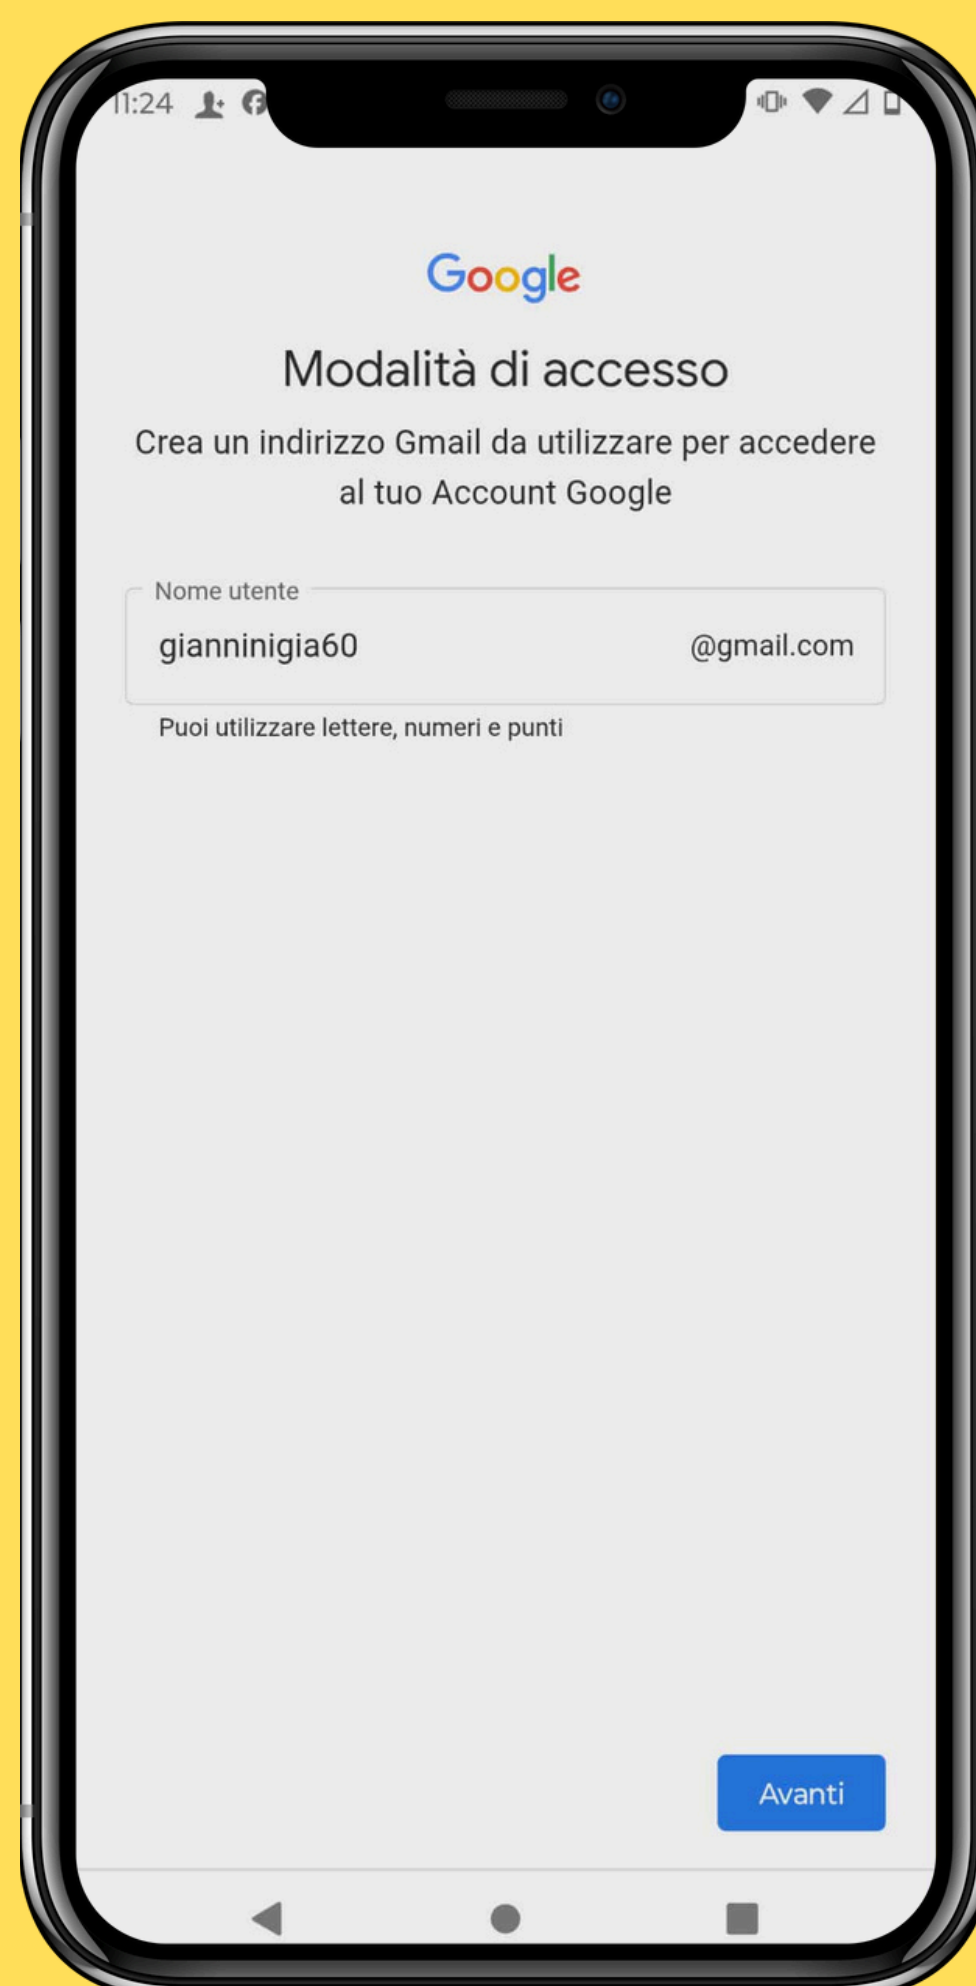 11:24
Google
Modalità di accesso
Crea un indirizzo Gmail da utilizzare per accedere
al tuo Account Google
Nome utente
gianninigia60 @gmail.com
Puoi utilizzare lettere, numeri e punti
Avanti